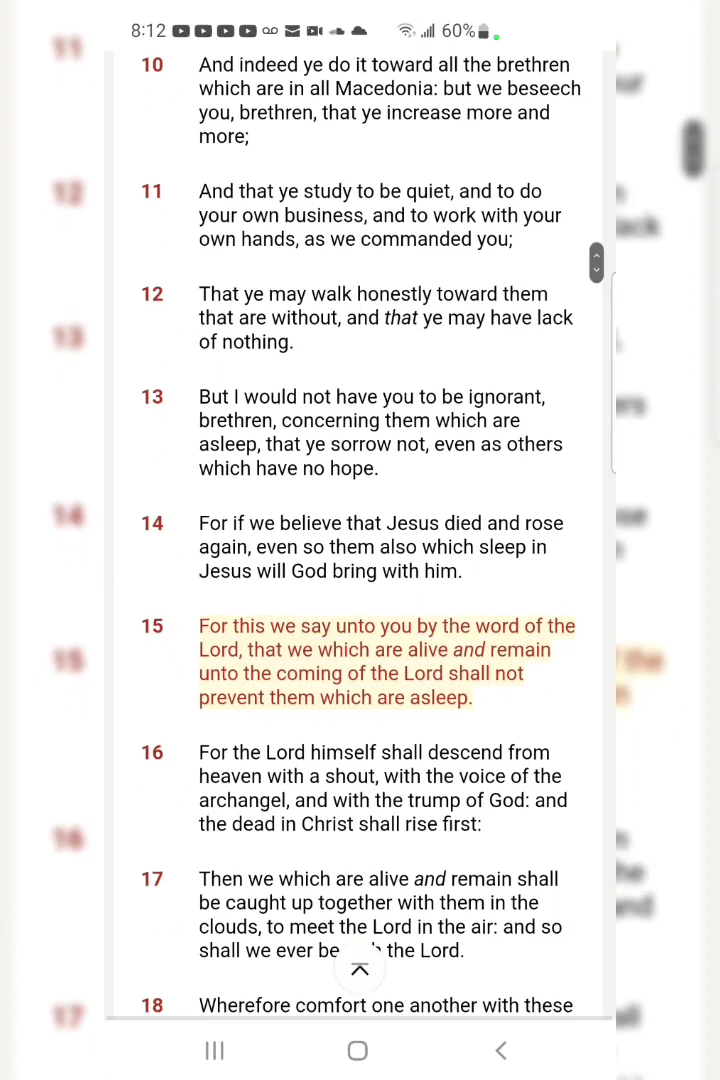 8:12 60%
10 And indeed ye do it toward all the brethren
which are in all Macedonia: but we beseech
you, brethren, that ye increase more and
more;
11 And that ye study to be quiet, and to do
your own business, and to work with your
own hands, as we commanded you;
12 That ye may walk honestly toward them
that are without, and that ye may have lack
of nothing.
13 But I would not have you to be ignorant,
brethren, concerning them which are
asleep, that ye sorrow not, even as others
which have no hope.
14 For if we believe that Jesus died and rose
again, even so them also which sleep in
Jesus will God bring with him.
15 For this we say unto you by the word of the
Lord, that we which are alive and remain
unto the coming of the Lord shall not
prevent them which are asleep.
16 For the Lord himself shall descend from
heaven with a shout, with the voice of the
archangel, and with the trump of God: and
the dead in Christ shall rise first:
17 Then we which are alive and remain shall
be caught up together with them in the
clouds, to meet the Lord in the air: and so
shall we ever be the Lord.
18 Wherefore comfort one another with these